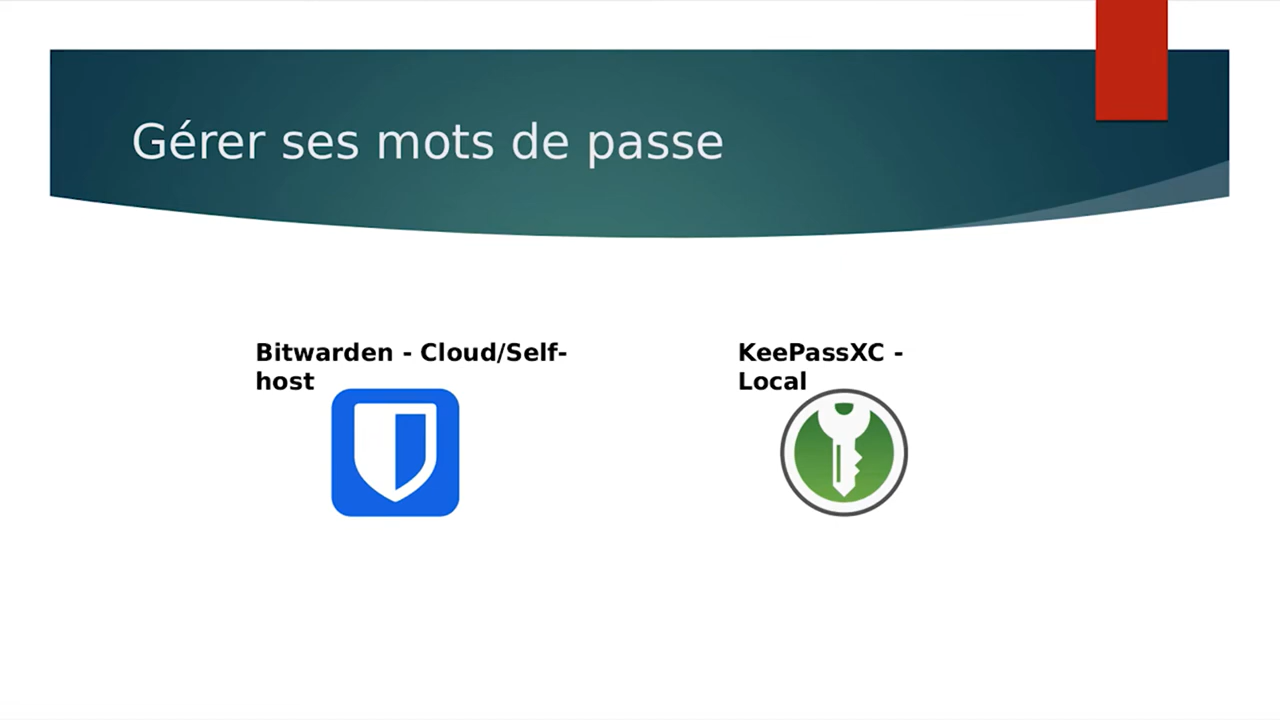 Gérer ses mots de passe
Bitwarden - Cloud/Self-
host
KeePassXC -
Local